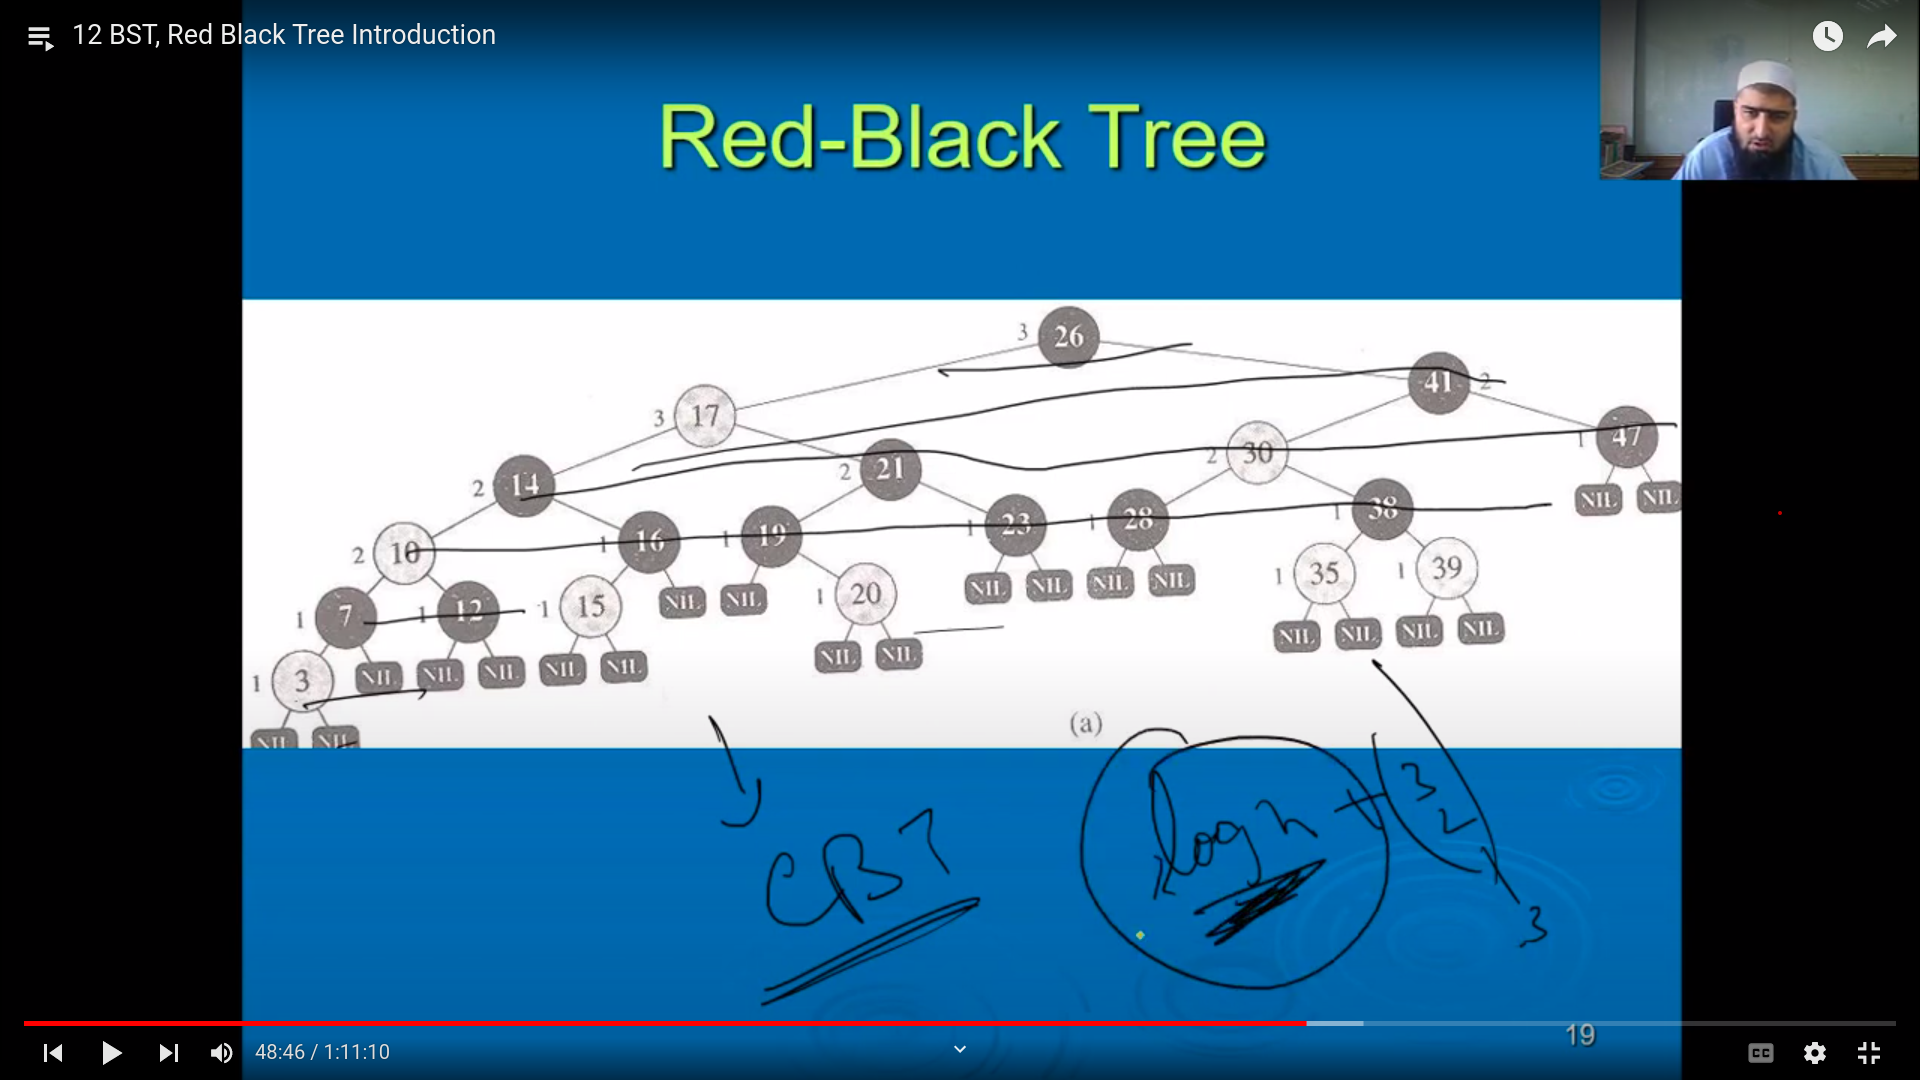 12 BST, Red Black Tree Introduction
Red-Black Tree
3 26
41 2
3 17
2 30
1 47
2 14
2 21
NIL NIL
2 10
1 16
1 19
1 23
1 28
1 38
1 7
1 12
1 15
NIL NIL
1 20
NIL NIL NIL NIL
1 35
1 39
1 3
NIL NIL NIL NIL NIL
NIL NIL
NIL NIL NIL NIL
NIL NIL
(a)
CBT
log n + (3
2
3
19
48:46 / 1:11:10
CC